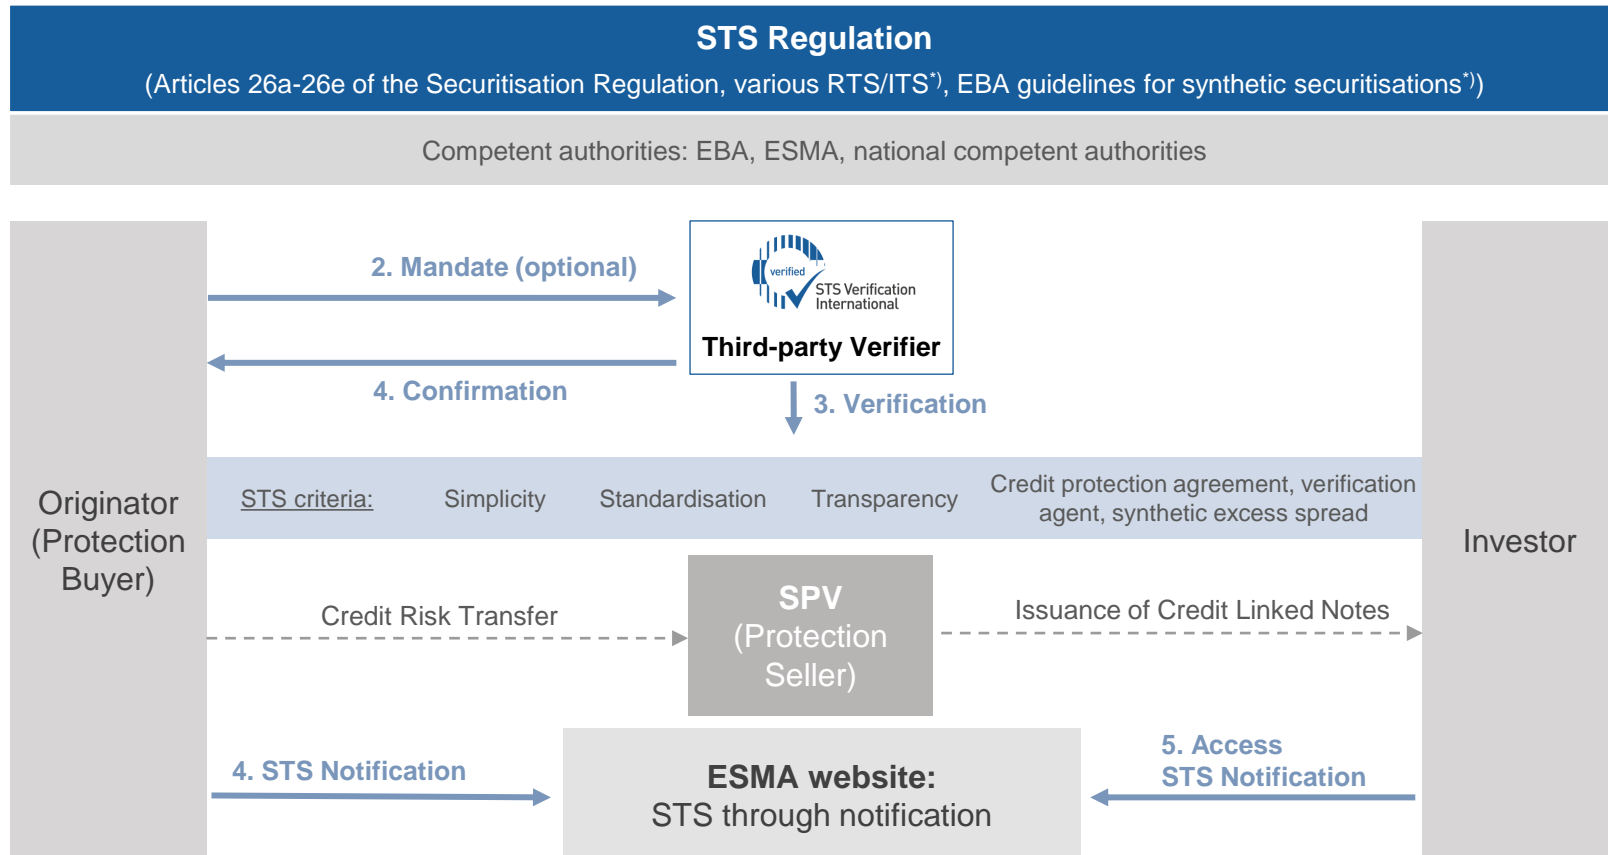 STS Regulation
(Articles 26a-26e of the Securitisation Regulation, various RTS/ITS*), EBA guidelines for synthetic securitisations*))
Competent authorities: EBA, ESMA, national competent authorities
2. Mandate (optional)
verified
STS Verification
International
Third-party Verifier
4. Confirmation
3. Verification
Originator
(Protection
Buyer)
STS criteria:
Simplicity
Standardisation
Transparency
Credit protection agreement, verification
agent, synthetic excess spread
Investor
Credit Risk Transfer
SPV
(Protection
Seller)
Issuance of Credit Linked Notes
4. STS Notification
ESMA website:
STS through notification
5. Access
STS Notification